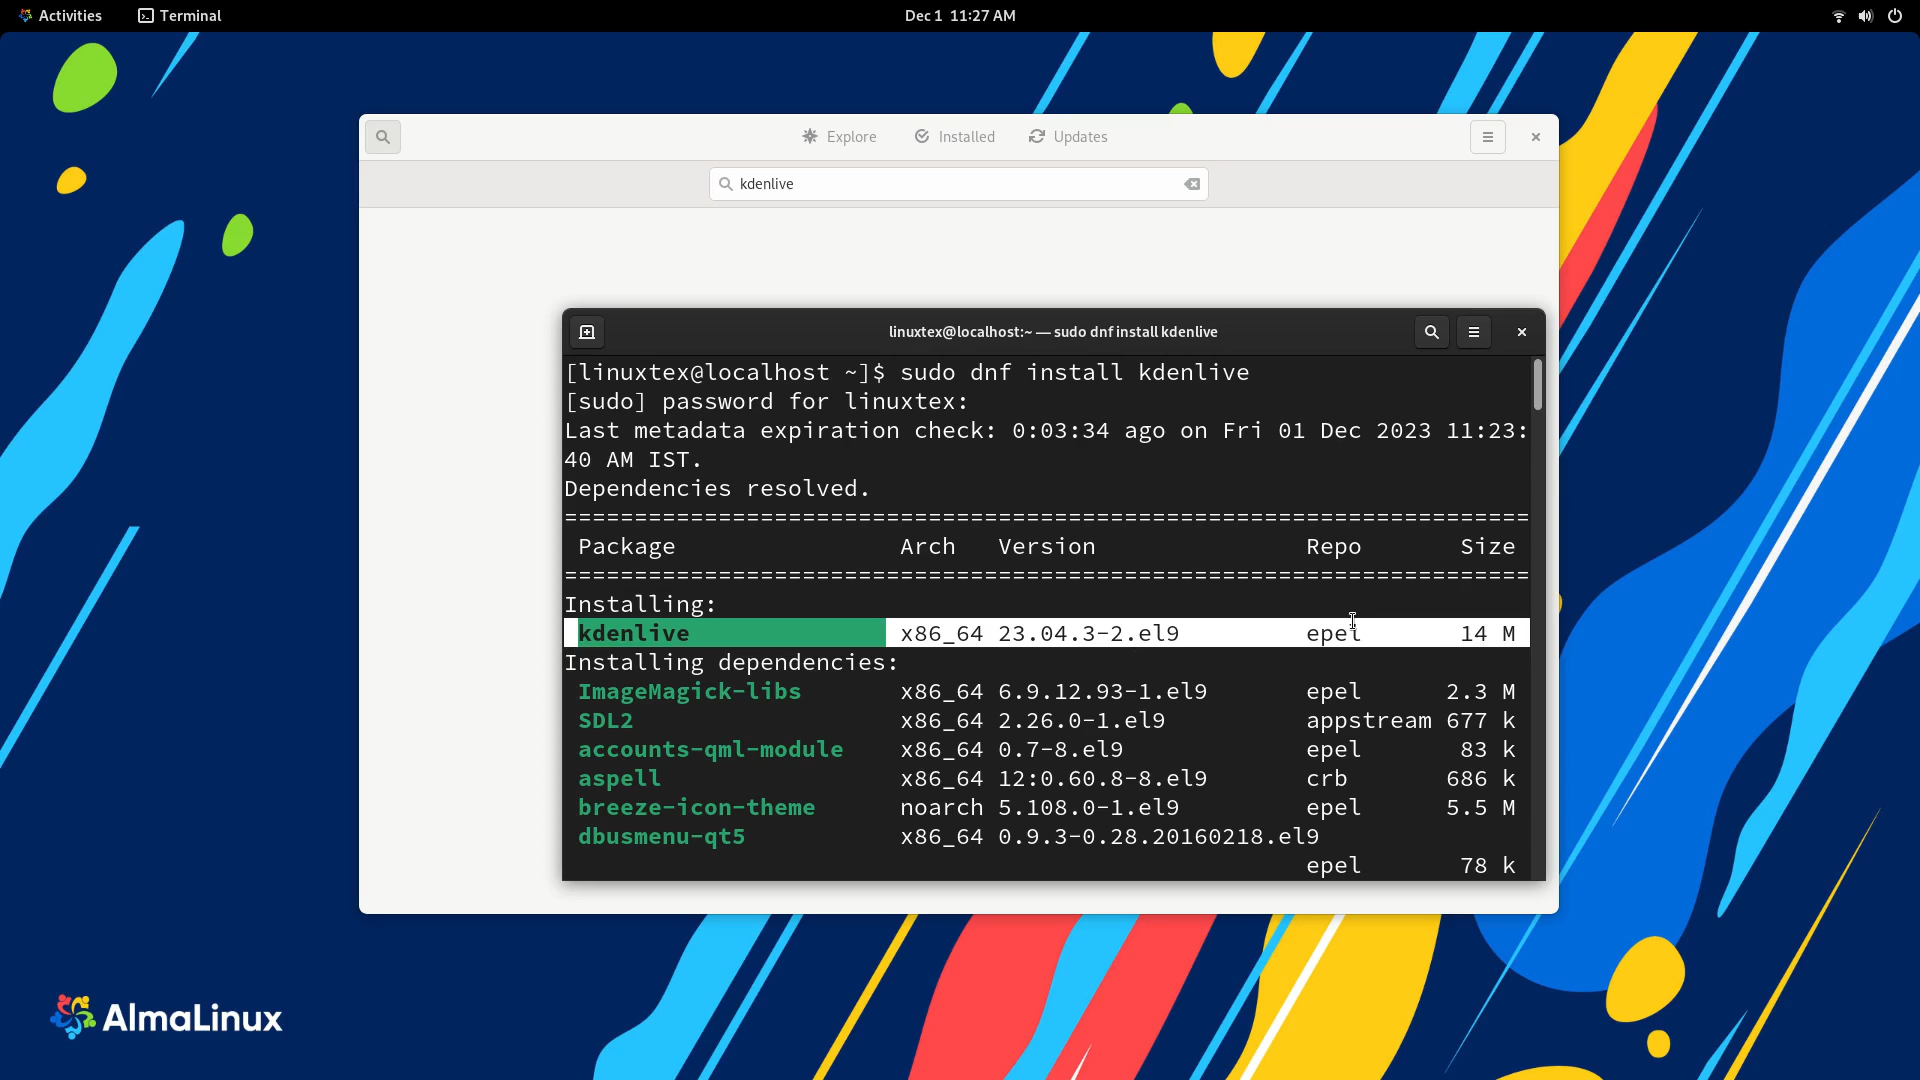 Activities Terminal Dec 1 11:27 AM
Explore Installed Updates
kdenlive
linuxtex@localhost:~ — sudo dnf install kdenlive
[linuxtex@localhost ~]$ sudo dnf install kdenlive
[sudo] password for linuxtex:
Last metadata expiration check: 0:03:34 ago on Fri 01 Dec 2023 11:23:
40 AM IST.
Dependencies resolved.
=====================================================================
Package Arch Version Repo Size
=====================================================================
Installing:
kdenlive x86_64 23.04.3-2.el9 epel 14 M
Installing dependencies:
ImageMagick-libs x86_64 6.9.12.93-1.el9 epel 2.3 M
SDL2 x86_64 2.26.0-1.el9 appstream 677 k
accounts-qml-module x86_64 0.7-8.el9 epel 83 k
aspell x86_64 12:0.60.8-8.el9 crb 686 k
breeze-icon-theme noarch 5.108.0-1.el9 epel 5.5 M
dbusmenu-qt5 x86_64 0.9.3-0.28.20160218.el9
epel 78 k
AlmaLinux